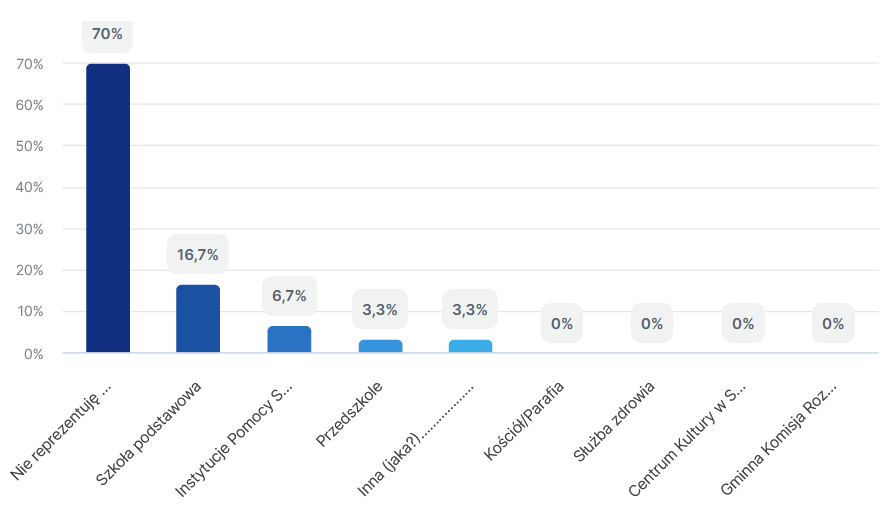 70%
70%
60%
50%
40%
30%
20%
10%
0%
16,7%
6,7%
3,3%
3,3%
0%
0%
0%
0%
Nie reprezentuję ...
Szkoła podstawowa
Instytucje Pomocy S...
Przedszkole
Inna (jaka?)..................
Kościół/Parafia
Służba zdrowia
Centrum Kultury w S...
Gminna Komisja Roz...